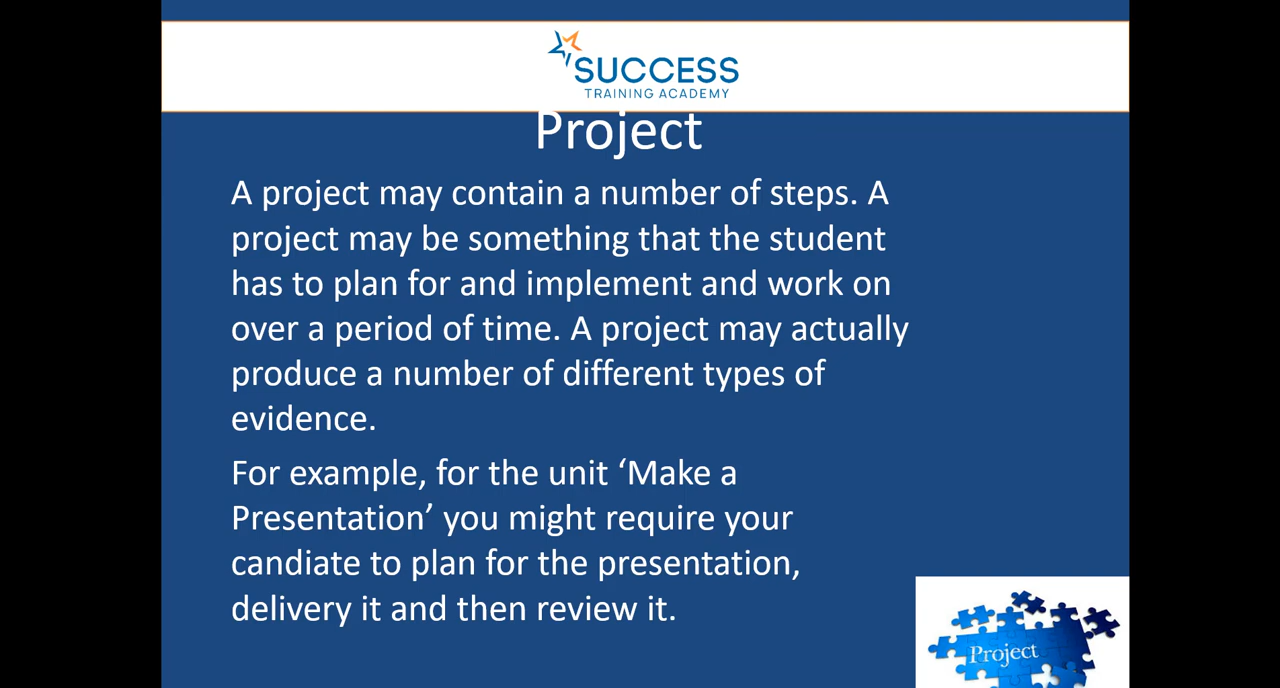 SUCCESS
TRAINING ACADEMY
Project
A project may contain a number of steps. A
project may be something that the student
has to plan for and implement and work on
over a period of time. A project may actually
produce a number of different types of
evidence.
For example, for the unit ‘Make a
Presentation’ you might require your
candiate to plan for the presentation,
delivery it and then review it.
Project